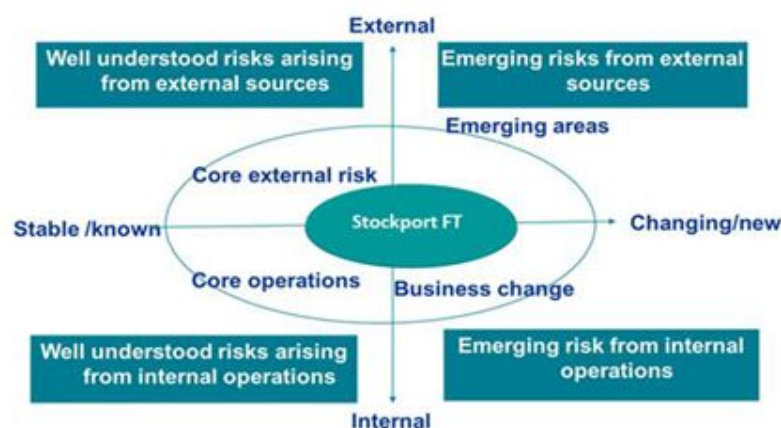 External
Well understood risks arising
from external sources
Emerging risks from external
sources
Emerging areas
Core external risk
Stockport FT
Stable /known
Changing/new
Core operations
Business change
Well understood risks arising
from internal operations
Emerging risk from internal
operations
Internal